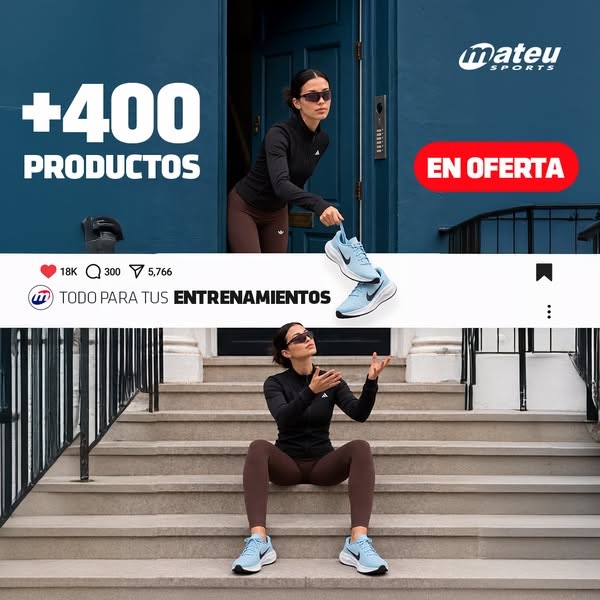 mateu
SPORTS
+400
PRODUCTOS
EN OFERTA
18K 300 5,766
m TODO PARA TUS ENTRENAMIENTOS